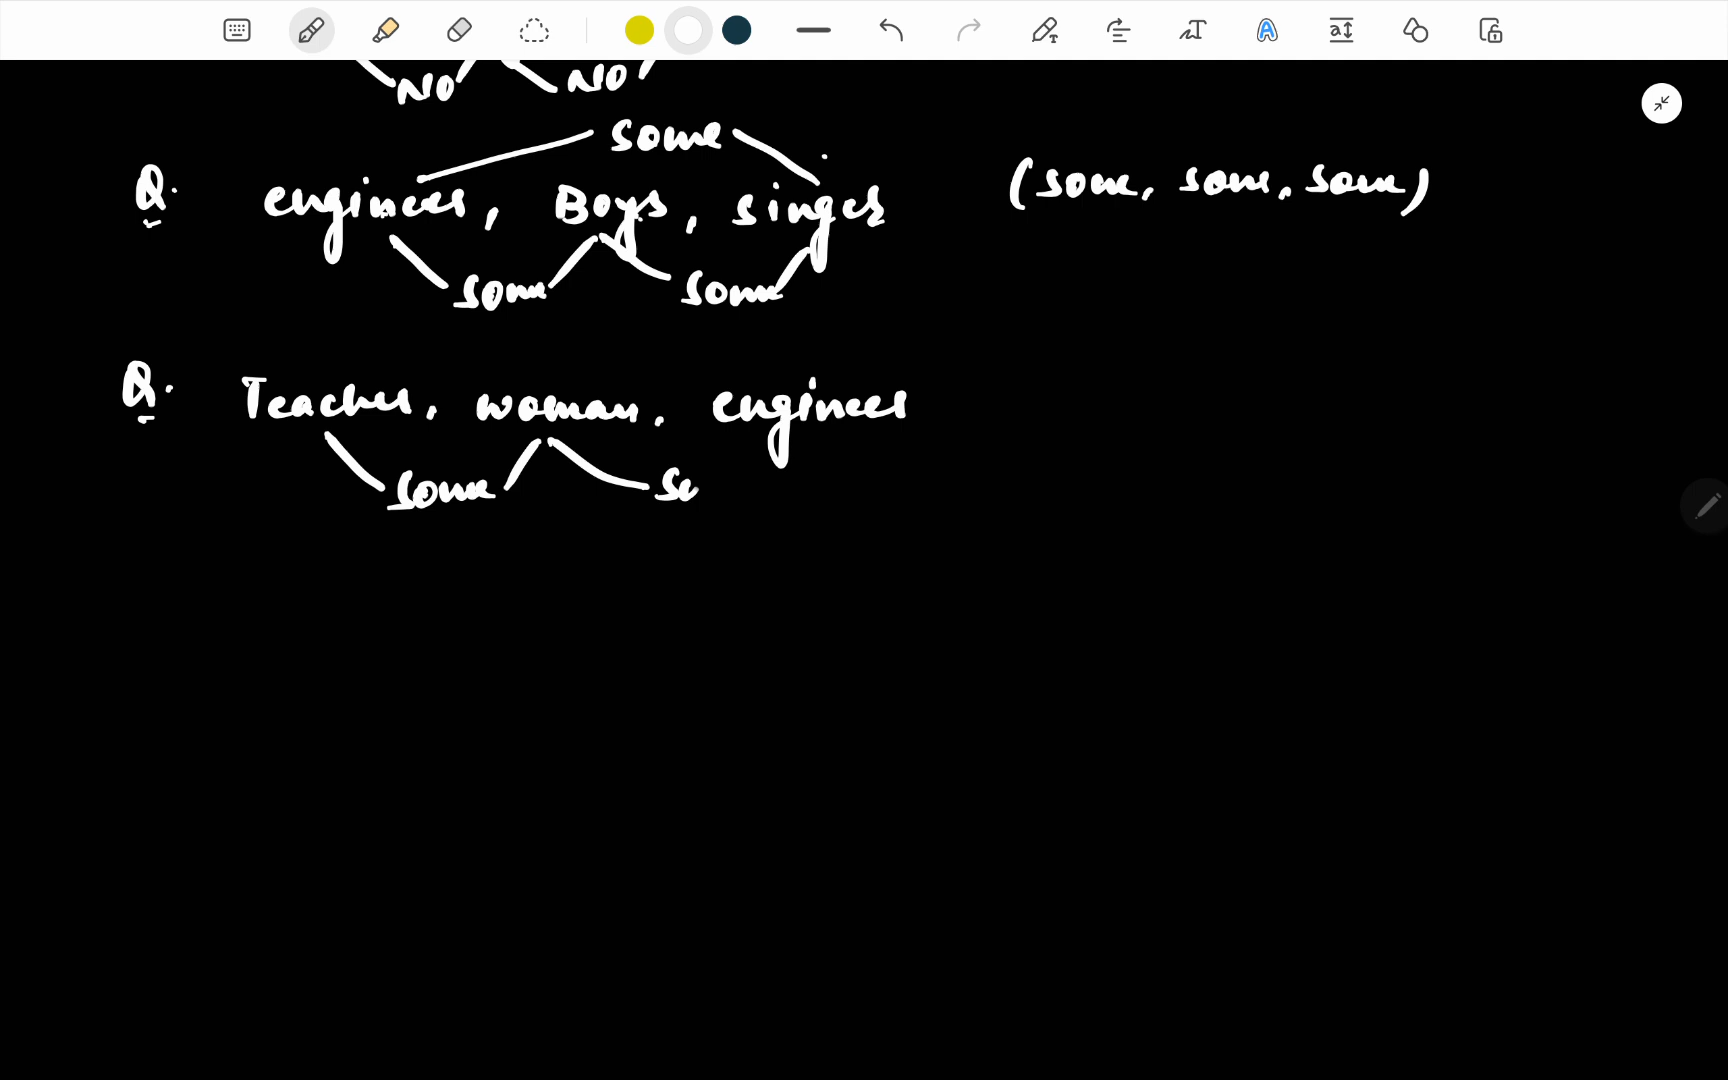 No No
some
Q. engineer, Boys, singer (some, some, some)
some some
Q. Teacher, woman, engineer
some So